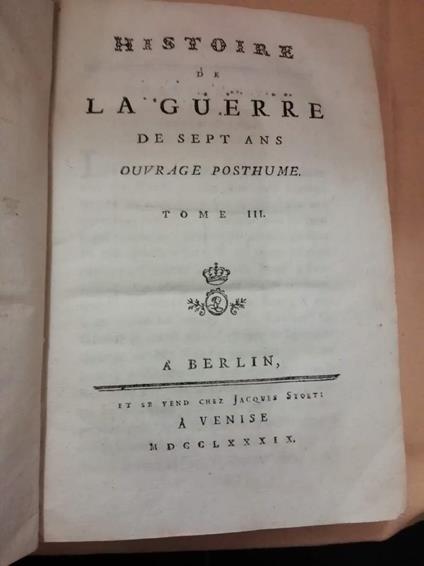 HISTOIRE
DE
LA GUERRE
DE SEPT ANS
OUVRAGE POSTHUME.
TOME III.
A BERLIN,
ET SE VEND CHEZ JACQUES STORTI
A VENISE
MDCCLXXXIX.